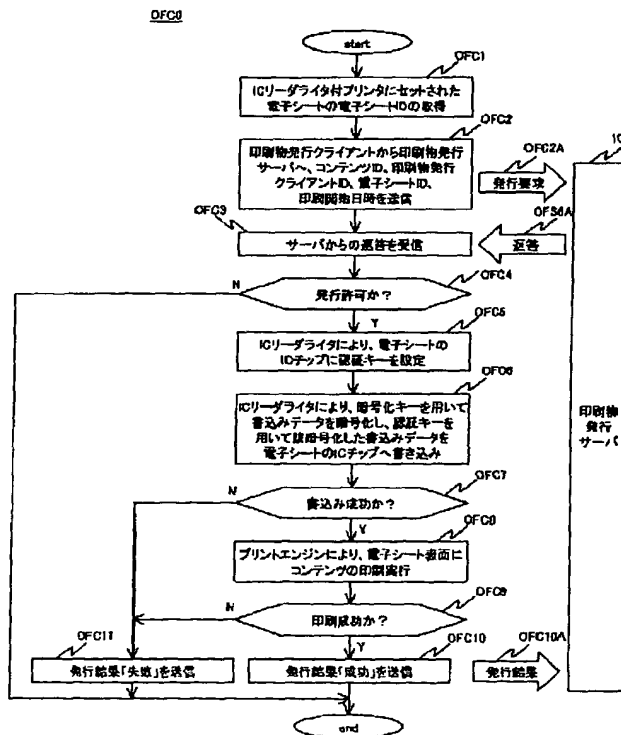 OFC0
start
OFC1
ICリーダライタ付プリンタにセットされた
電子シートの電子シートIDの取得
OFC2
印刷物発行クライアントから印刷物発行
サーバへ、コンテンツID、印刷物発行
クライアントID、電子シートID、
印刷開始日時を送信
OFC2A
発行要求
OFC3
サーバからの返答を受信
OFS6A
返答
OFC4
N
発行許可か?
Y
OFC5
ICリーダライタにより、電子シートの
ICチップに認証キーを設定
OFC6
ICリーダライタにより、暗号化キーを用いて
書込みデータを暗号化し、認証キーを
用いて該暗号化した書込みデータを
電子シートのICチップへ書き込み
印刷物
発行
サーバ
OFC7
N
書込み成功か?
Y
OFC8
プリントエンジンにより、電子シート表面に
コンテンツの印刷実行
OFC9
N
印刷成功か?
Y
OFC11
発行結果「失敗」を送信
OFC10
発行結果「成功」を送信
OFC10A
発行結果
end